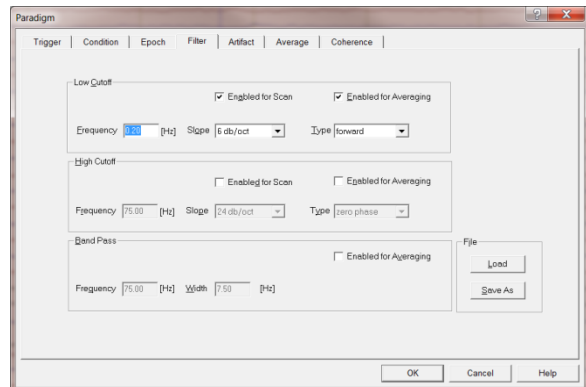 Paradigm
Trigger Condition Epoch Filter Artifact Average Coherence
Low Cutoff
Enabled for Scan Enabled for Averaging
Frequency 0.20 [Hz] Slope 6 db/oct Type forward
High Cutoff
Enabled for Scan Enabled for Averaging
Frequency 75.00 [Hz] Slope 24 db/oct Type zero phase
Band Pass
Enabled for Averaging
Frequency 75.00 [Hz] Width 7.50 [Hz]
File
Load
Save As
OK Cancel Help